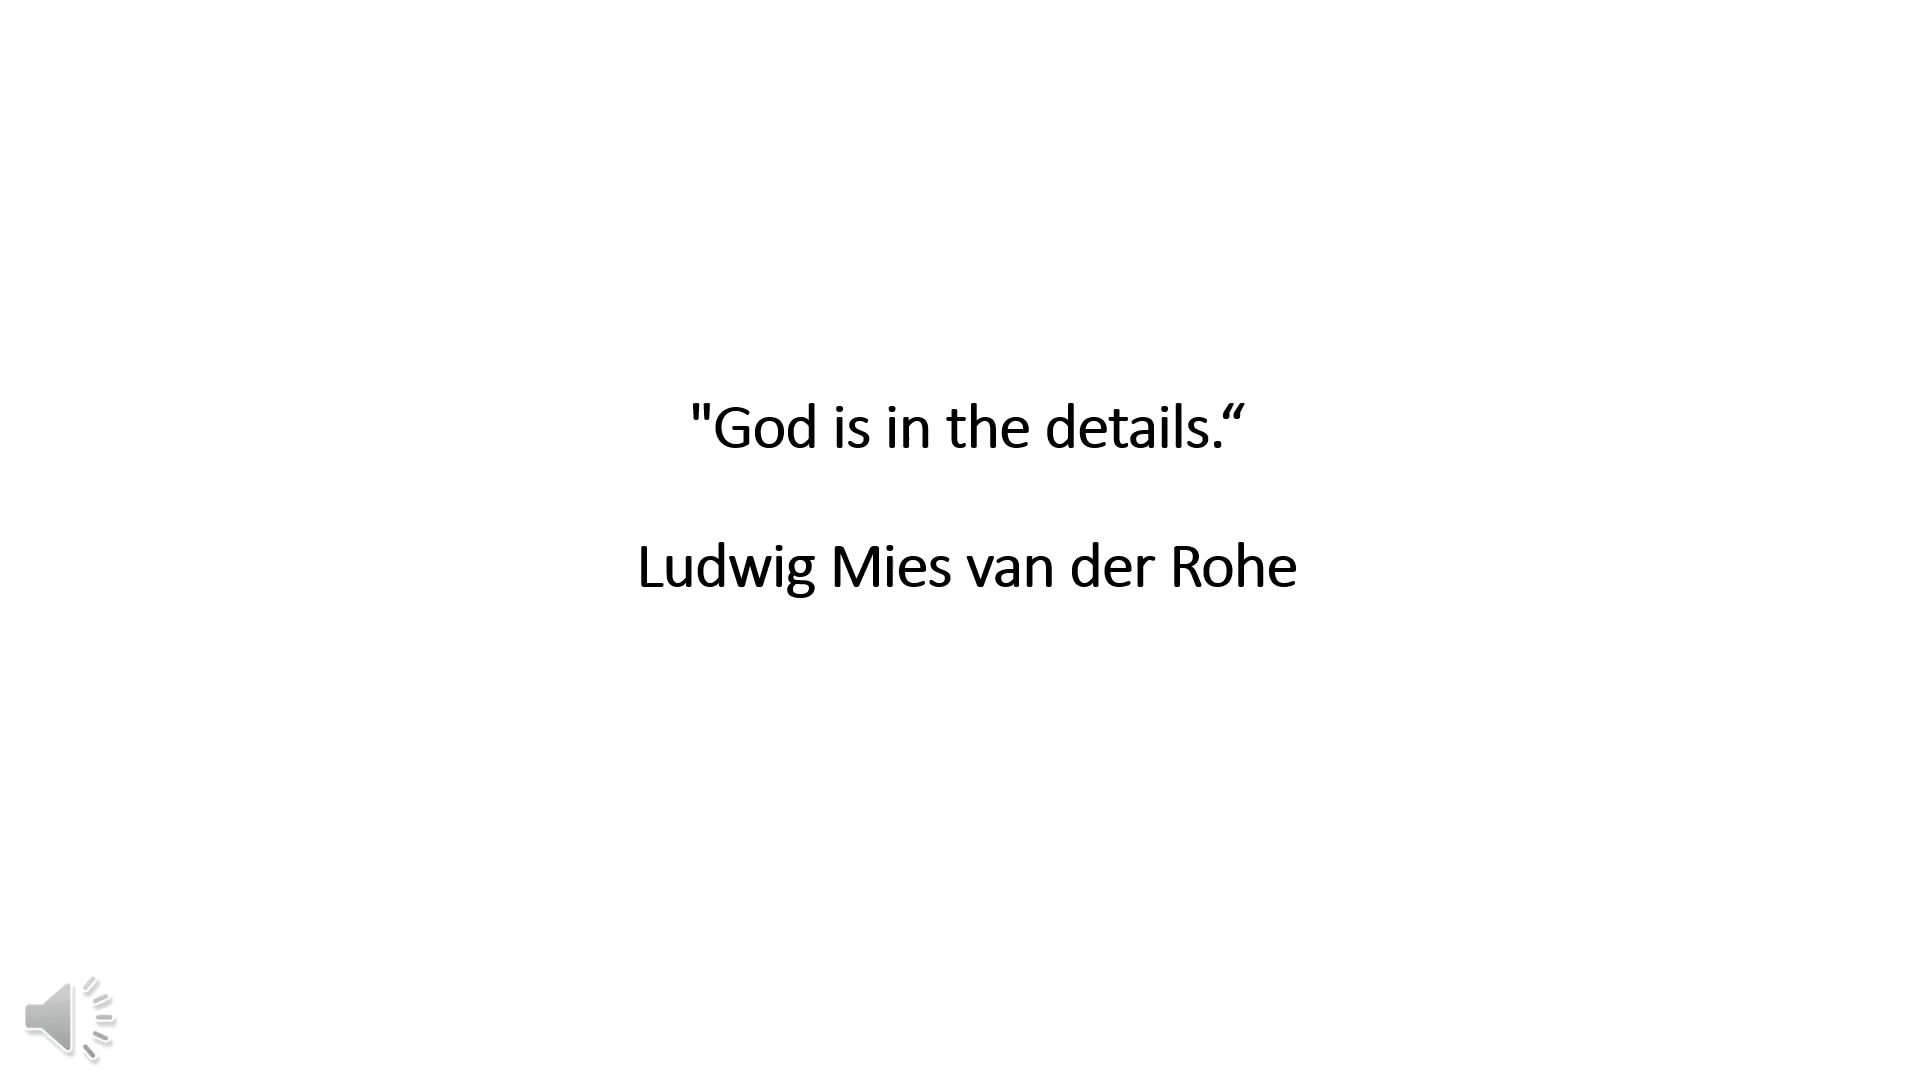 "God is in the details.“
Ludwig Mies van der Rohe